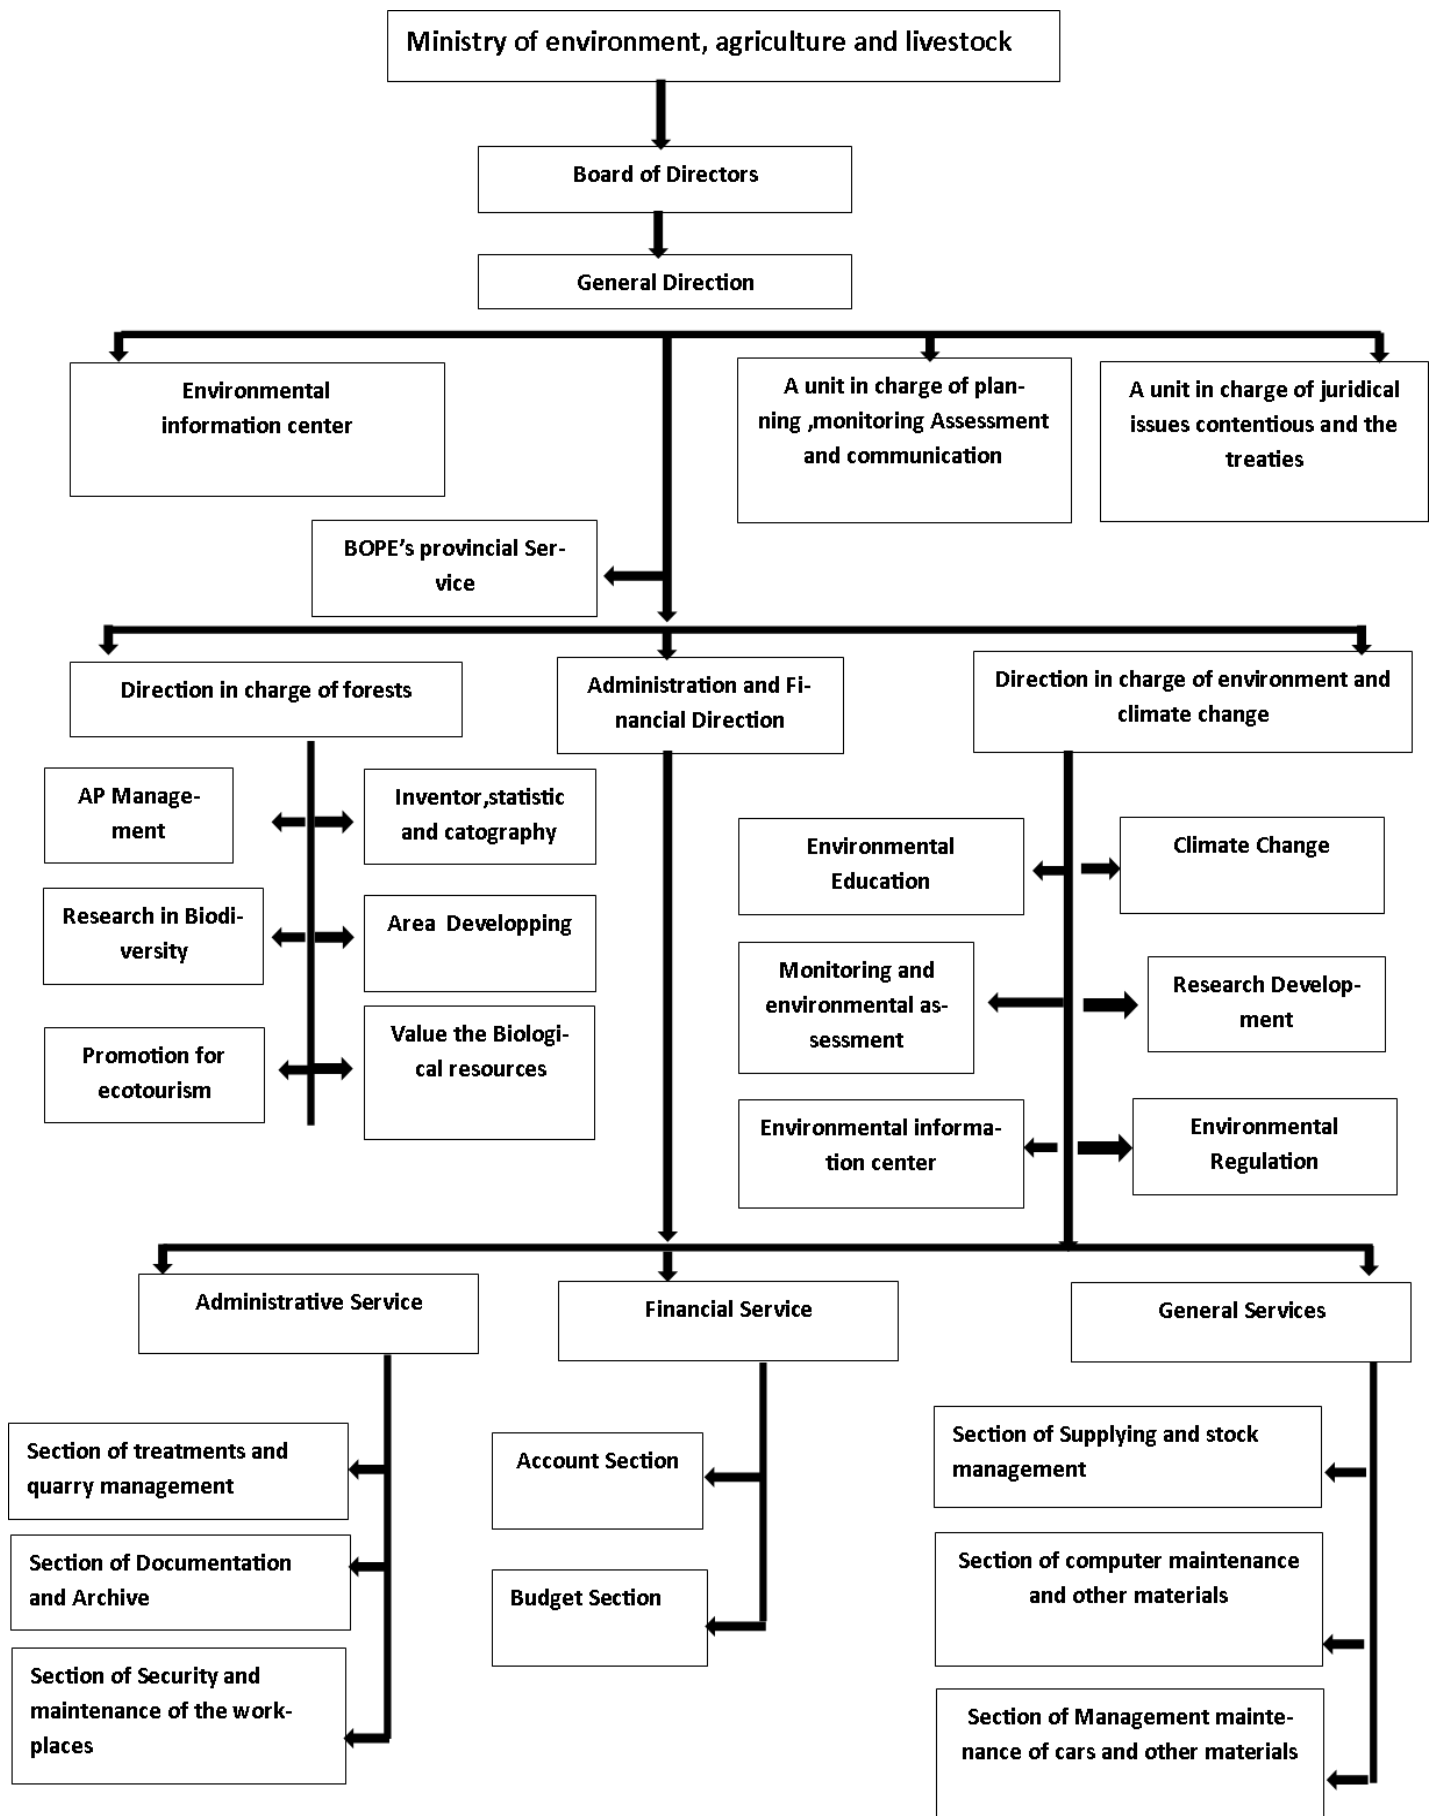 Ministry of environment, agriculture and livestock
Board of Directors
General Direction
Environmental
information center
A unit in charge of plan-
ning ,monitoring Assessment
and communication
A unit in charge of juridical
issues contentious and the
treaties
BOPE’s provincial Ser-
vice
Direction in charge of forests
Administration and Fi-
nancial Direction
Direction in charge of environment and
climate change
AP Manage-
ment
Inventor,statistic
and catography
Research in Biodi-
versity
Area  Developping
Promotion for
ecotourism
Value the Biologi-
cal resources
Environmental
Education
Climate Change
Monitoring and
environmental as-
sessment
Research Develop-
ment
Environmental informa-
tion center
Environmental
Regulation
Administrative Service
Financial Service
General Services
Section of treatments and
quarry management
Section of Documentation
and Archive
Section of Security and
maintenance of the work-
places
Account Section
Budget Section
Section of Supplying and stock
management
Section of computer maintenance
and other materials
Section of Management mainte-
nance of cars and other materials